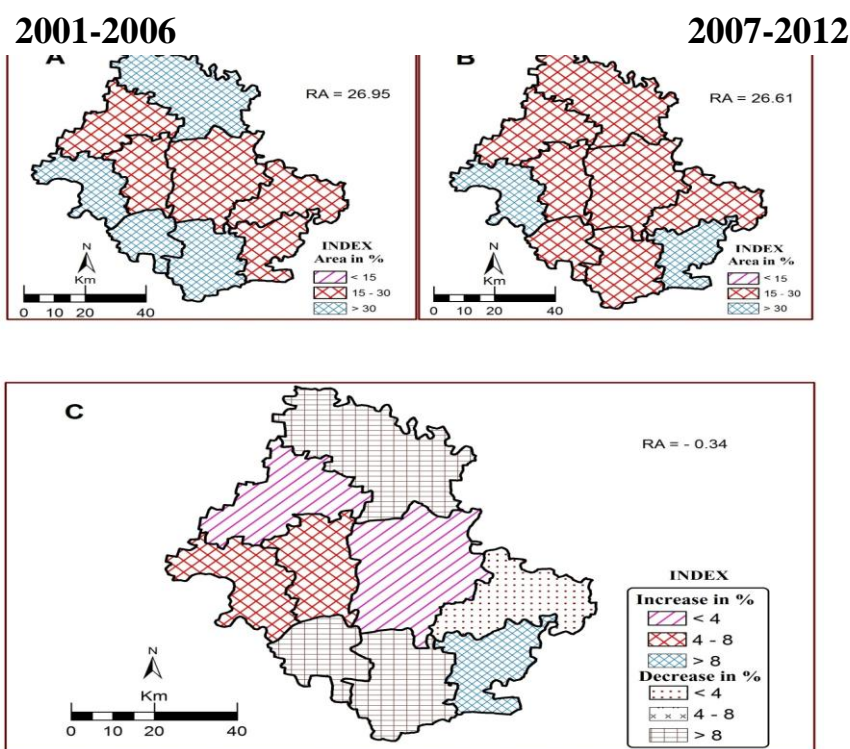 2001-2006 2007-2012
A
RA = 26.95
N
Km
0 10 20 40
INDEX
Area in %
< 15
15 - 30
> 30
B
RA = 26.61
N
Km
0 10 20 40
INDEX
Area in %
< 15
15 - 30
> 30
C
RA = - 0.34
N
Km
0 10 20 40
INDEX
Increase in %
< 4
4 - 8
> 8
Decrease in %
< 4
4 - 8
> 8